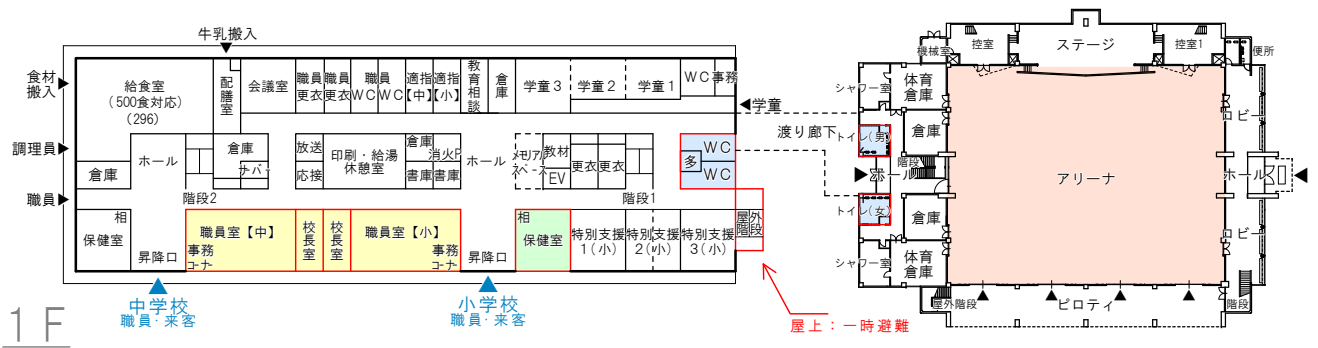 牛乳搬入
食材
搬入
給食室
(500食対応)
(296)
配
膳
室
会議室
職員
更衣
職員
更衣
職員
WC
職員
WC
適指
【中】
適指
【小】
教
育
相
談
倉
庫
学童3
学童2
学童1
WC
事務
学童
調理員
倉庫
ホール
倉庫
サーバー
放送
応接
印刷・給湯
休憩室
倉庫
消火P
書庫
書庫
ホール
メモリアル
スペース
教材
EV
更衣
更衣
多
WC
WC
渡り廊下
職員
階段2
階段1
相
保健室
昇降口
職員室【中】
事務
コーナー
校
長
室
校
長
室
職員室【小】
事務
コーナー
昇降口
相
保健室
特別支援
1(小)
特別支援
2(小)
特別支援
3(小)
屋外
階段
中学校
職員・来客
小学校
職員・来客
屋上：一時避難
1F
機械室
控室
ステージ
控室1
便所
シャワー室
体育
倉庫
トイレ(男)
倉庫
階段
ホール
アリーナ
ロビー
ホール
トイレ(女)
倉庫
ロビー
シャワー室
体育
倉庫
屋外階段
ピロティ
階段